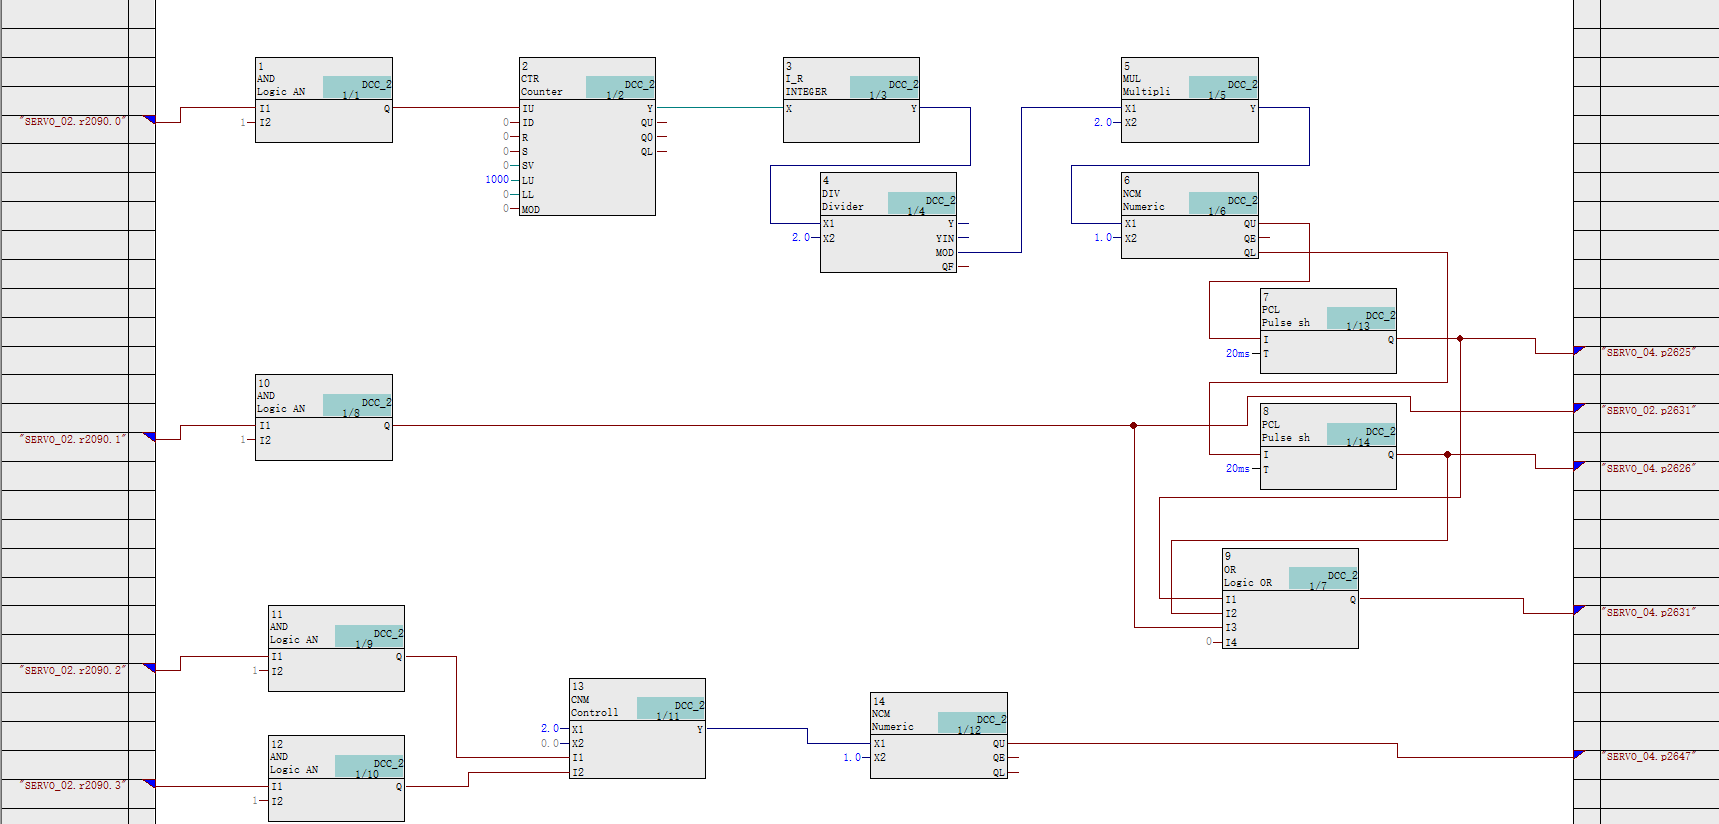 "SERVO_02.r2090.0"
1
AND
Logic AN
DCC_2
1/1
I1
Q
1
I2
2
CTR
Counter
DCC_2
1/2
IU
Y
0
ID
QU
0
R
QO
0
S
QL
0
SV
1000
LU
0
LL
0
MOD
3
I_R
INTEGER
DCC_2
1/3
X
Y
4
DIV
Divider
DCC_2
1/4
X1
Y
2.0
X2
YIN
MOD
QF
5
MUL
Multipli
DCC_2
1/5
X1
Y
2.0
X2
6
NCM
Numeric
DCC_2
1/6
X1
QU
1.0
X2
QE
QL
7
PCL
Pulse sh
DCC_2
1/13
I
Q
20ms
T
"SERVO_04.p2625"
"SERVO_02.p2631"
8
PCL
Pulse sh
DCC_2
1/14
I
Q
20ms
T
"SERVO_04.p2626"
"SERVO_02.r2090.1"
10
AND
Logic AN
DCC_2
1/8
I1
Q
1
I2
9
OR
Logic OR
DCC_2
1/7
I1
Q
I2
I3
0
I4
"SERVO_04.p2631"
"SERVO_02.r2090.2"
11
AND
Logic AN
DCC_2
1/9
I1
Q
1
I2
"SERVO_02.r2090.3"
12
AND
Logic AN
DCC_2
1/10
I1
Q
1
I2
13
CNM
Controll
DCC_2
1/11
2.0
X1
Y
0.0
X2
I1
I2
14
NCM
Numeric
DCC_2
1/12
X1
QU
1.0
X2
QE
QL
"SERVO_04.p2647"